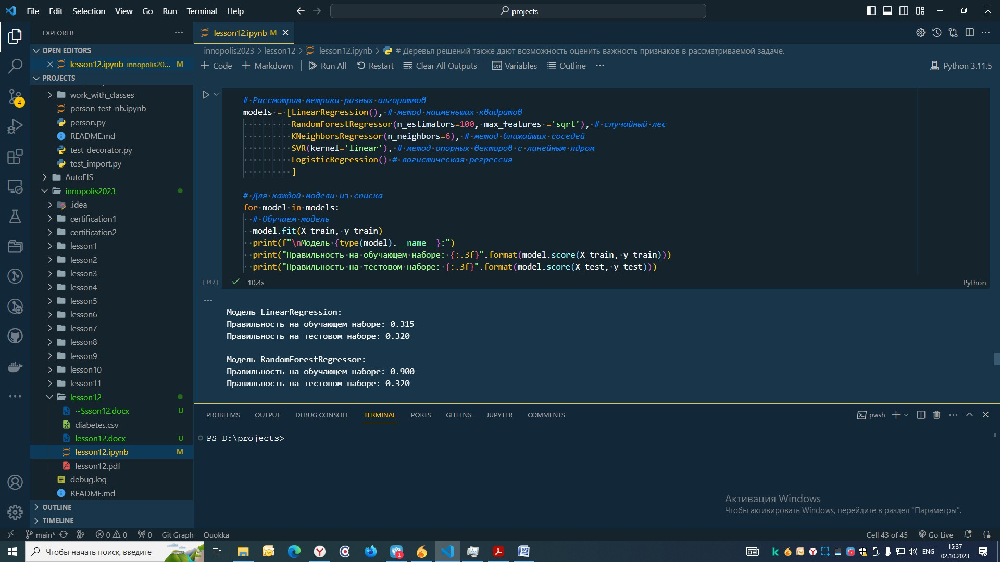 File Edit Selection View Go Run Terminal Help
projects
EXPLORER
OPEN EDITORS
lesson12.ipynb innopolis20... M
PROJECTS
work_with_classes
person_test_nb.ipynb
person.py
README.md
test_decorator.py
test_import.py
AutoEIS
innopolis2023
.idea
certification1
certification2
lesson1
lesson2
lesson3
lesson4
lesson5
lesson6
lesson7
lesson8
lesson9
lesson10
lesson11
lesson12
~$sson12.docx U
diabetes.csv
lesson12.docx U
lesson12.ipynb M
lesson12.pdf
debug.log
README.md
OUTLINE
TIMELINE
4
lesson12.ipynb M
innopolis2023 > lesson12 > lesson12.ipynb > # Деревья решений также дают возможность оценить важность признаков в рассматриваемой задаче.
Code Markdown Run All Restart Clear All Outputs Variables Outline ... Python 3.11.5
# Рассмотрим метрики разных алгоритмов
models = [LinearRegression(), # метод наименьших квадратов
RandomForestRegressor(n_estimators=100, max_features ='sqrt'), # случайный лес
KNeighborsRegressor(n_neighbors=6), # метод ближайших соседей
SVR(kernel='linear'), # метод опорных векторов с линейным ядром
LogisticRegression() # логистическая регрессия
]
# Для каждой модели из списка
for model in models:
# Обучаем модель
model.fit(X_train, y_train)
print(f"\nМодель {type(model).__name__}:")
print("Правильность на обучающем наборе: {:.3f}".format(model.score(X_train, y_train)))
print("Правильность на тестовом наборе: {:.3f}".format(model.score(X_test, y_test)))
[347] 10.4s Python
...
Модель LinearRegression:
Правильность на обучающем наборе: 0.315
Правильность на тестовом наборе: 0.320
Модель RandomForestRegressor:
Правильность на обучающем наборе: 0.900
Правильность на тестовом наборе: 0.320
PROBLEMS OUTPUT DEBUG CONSOLE TERMINAL PORTS GITLENS JUPYTER COMMENTS pwsh
PS D:\projects>
Активация Windows
Чтобы активировать Windows, перейдите в раздел "Параметры".
main* 0 0 0 Git Graph Quokka Cell 43 of 45 Go Live
Чтобы начать поиск, введите
ENG
15:37
02.10.2023